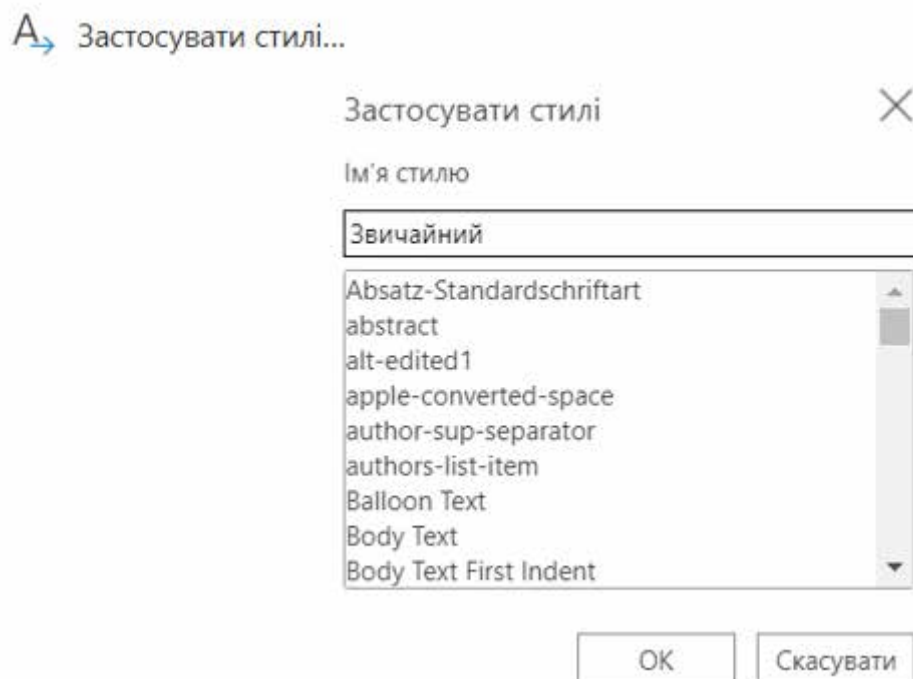 A Застосувати стилі...
Застосувати стилі
Ім'я стилю
Звичайний
Absatz-Standardschriftart
abstract
alt-edited1
apple-converted-space
author-sup-separator
authors-list-item
Balloon Text
Body Text
Body Text First Indent
ОК Скасувати